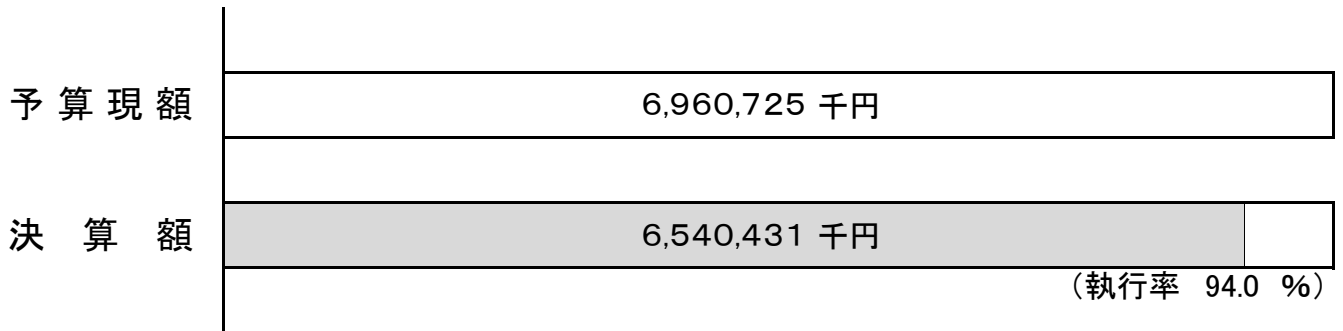 予算現額 6,960,725 千円
決算額 6,540,431 千円
（執行率 94.0 %）